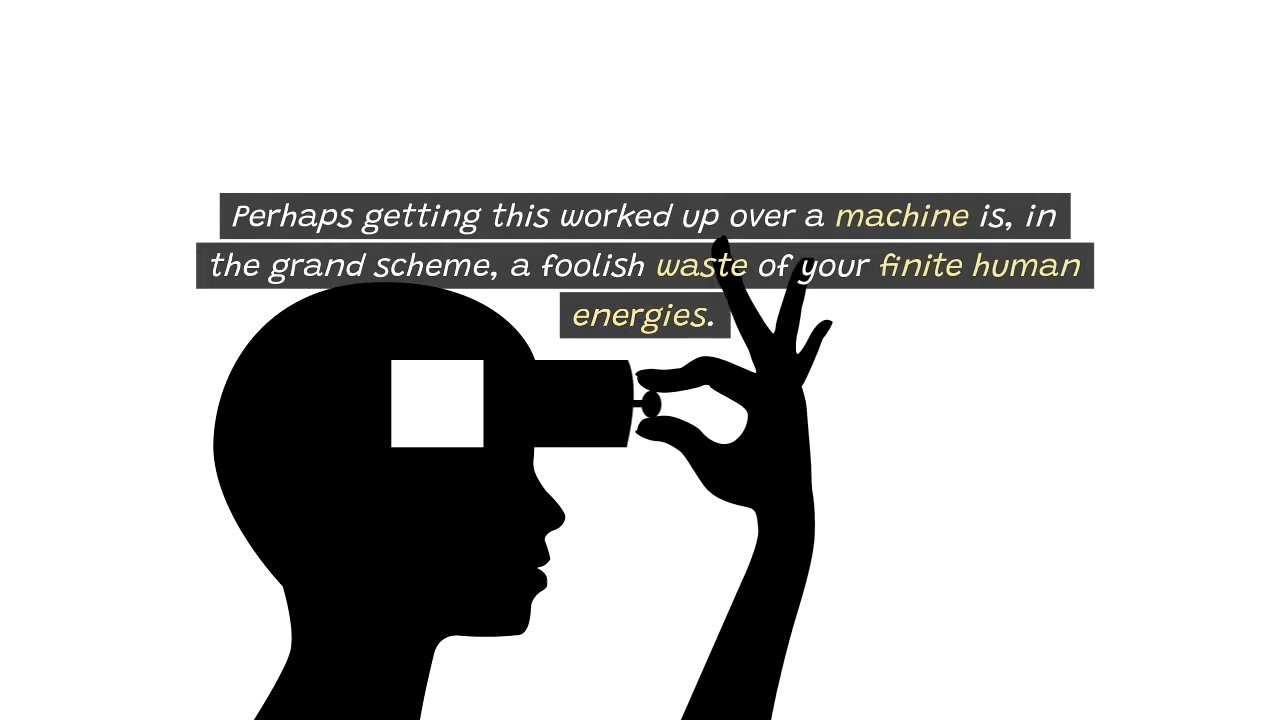 Perhaps getting this worked up over a machine is, in
the grand scheme, a foolish waste of your finite human
energies.